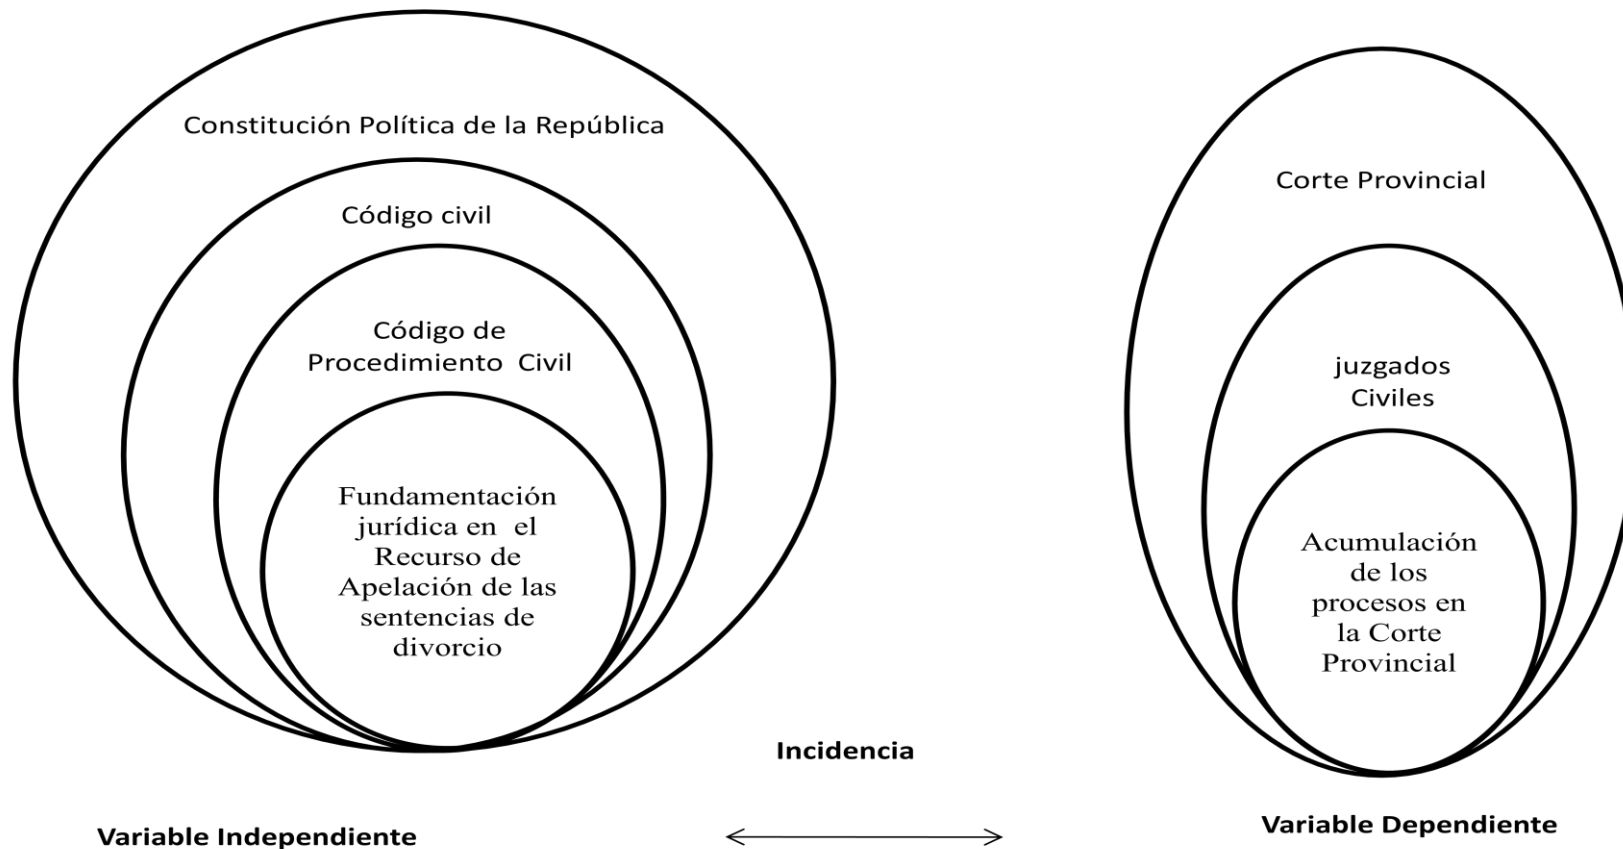 Constitución Política de la República
Código civil
Código de
Procedimiento Civil
Fundamentación
jurídica en el
Recurso de
Apelación de las
sentencias de
divorcio
Corte Provincial
juzgados
Civiles
Acumulación
de los
procesos en
la Corte
Provincial
Incidencia
Variable Independiente
Variable Dependiente